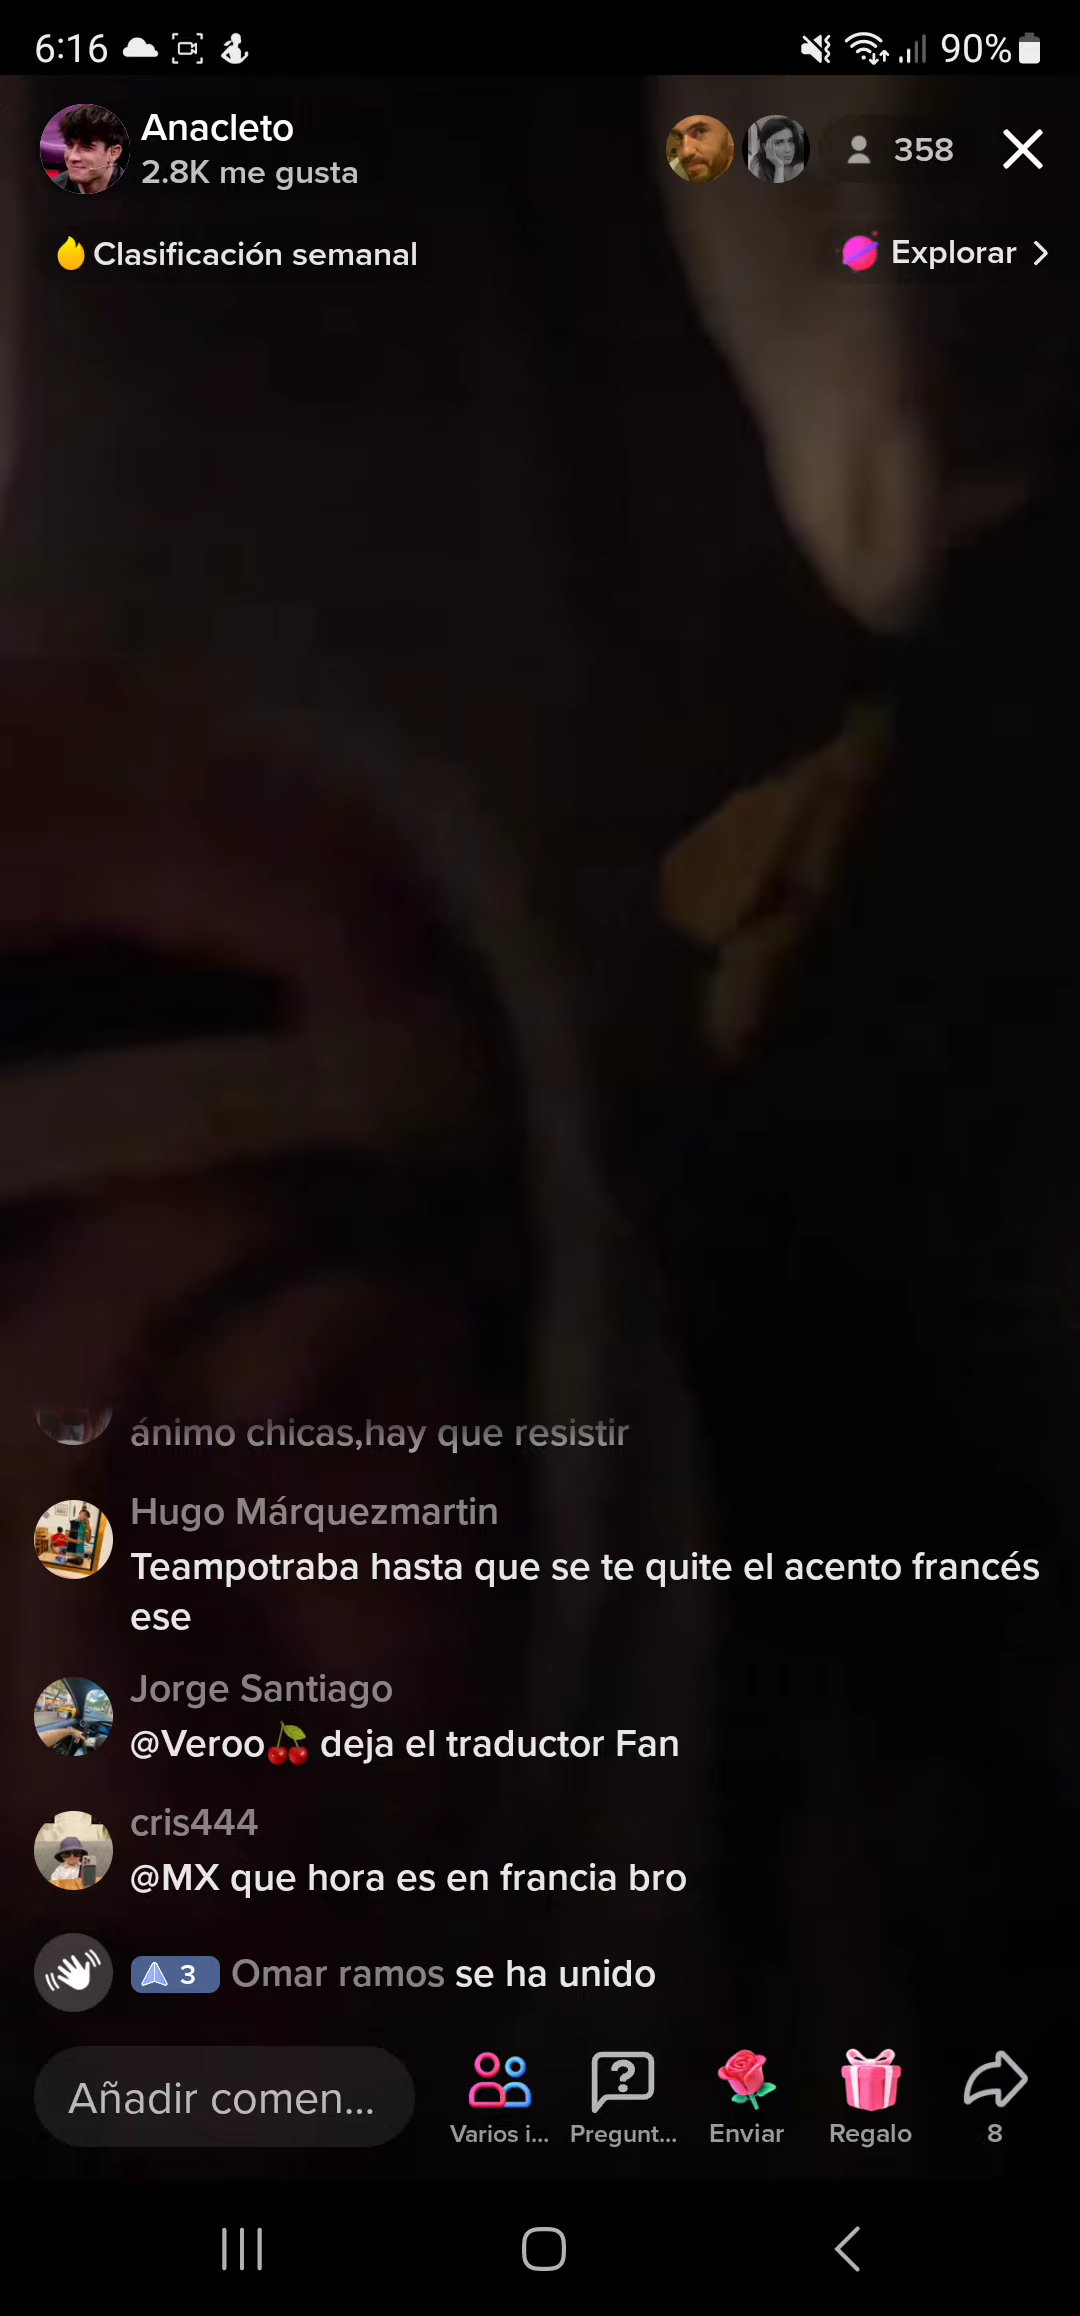 6:16
90%
Anacleto
2.8K me gusta
358
Clasificación semanal
Explorar
ánimo chicas,hay que resistir
Hugo Márquezmartin
Teampotraba hasta que se te quite el acento francés
ese
Jorge Santiago
@Veroo🍒 deja el traductor Fan
cris444
@MX que hora es en francia bro
3 Omar ramos se ha unido
Añadir comen...
Varios i...
Pregunt...
Enviar
Regalo
8